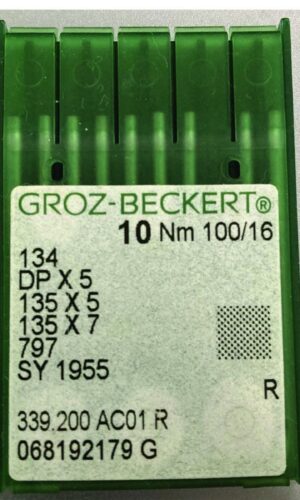 GROZ-BECKERT®
10 Nm 100/16
134
DP X 5
135 X 5
135 X 7
797
SY 1955
R
339.200 AC01 R
068192179 G